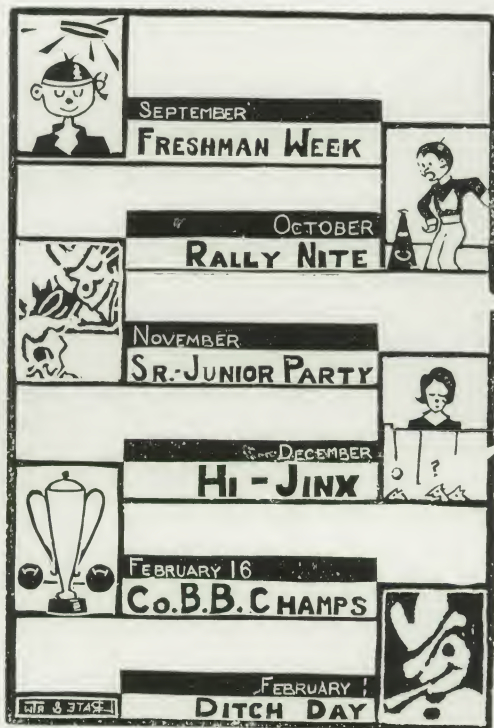 SEPTEMBER
FRESHMAN WEEK
OCTOBER
RALLY NITE
C
NOVEMBER
SR.-JUNIOR PARTY
DECEMBER
HI-JINX
?
FEBRUARY 16
CO.B.B. CHAMPS
FEBRUARY 1
DITCH DAY